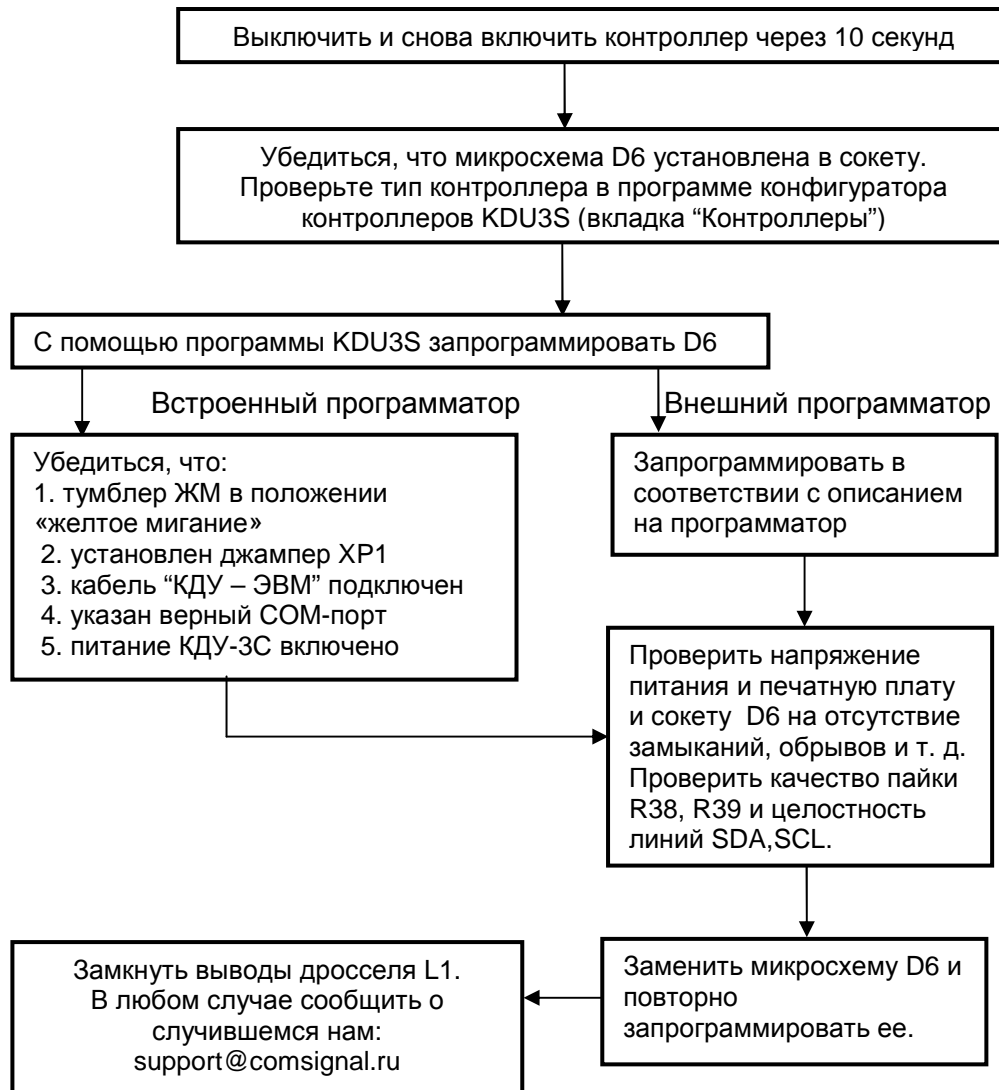 Выключить и снова включить контроллер через 10 секунд
Убедиться, что микросхема D6 установлена в сокету.
Проверьте тип контроллера в программе конфигуратора
контроллеров KDU3S (вкладка “Контроллеры”)
С помощью программы KDU3S запрограммировать D6
Встроенный программатор
Убедиться, что:
1. тумблер ЖМ в положении
«желтое мигание»
2. установлен джампер XP1
3. кабель “КДУ – ЭВМ” подключен
4. указан верный COM-порт
5. питание КДУ-3С включено
Внешний программатор
Запрограммировать в
соответствии с описанием
на программатор
Проверить напряжение
питания и печатную плату
и сокету D6 на отсутствие
замыканий, обрывов и т. д.
Проверить качество пайки
R38, R39 и целостность
линий SDA,SCL.
Заменить микросхему D6 и
повторно
запрограммировать ее.
Замкнуть выводы дросселя L1.
В любом случае сообщить о
случившемся нам:
support@comsignal.ru